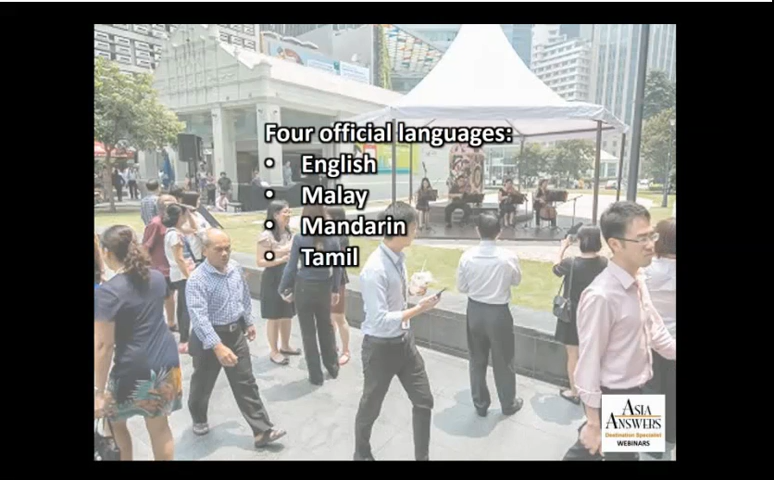 Four official languages:
• English
• Malay
• Mandarin
• Tamil
ASIA
ANSWERS
Destination Specialist
WEBINARS